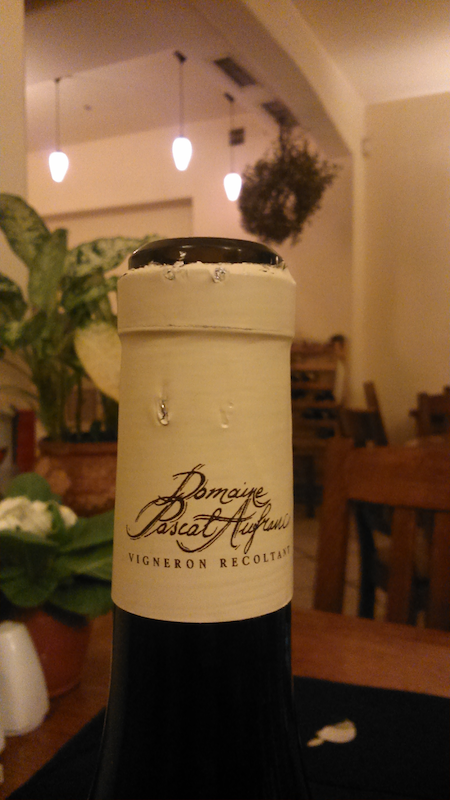 Domaine
Pascal Aufranc
VIGNERON RECOLTANT